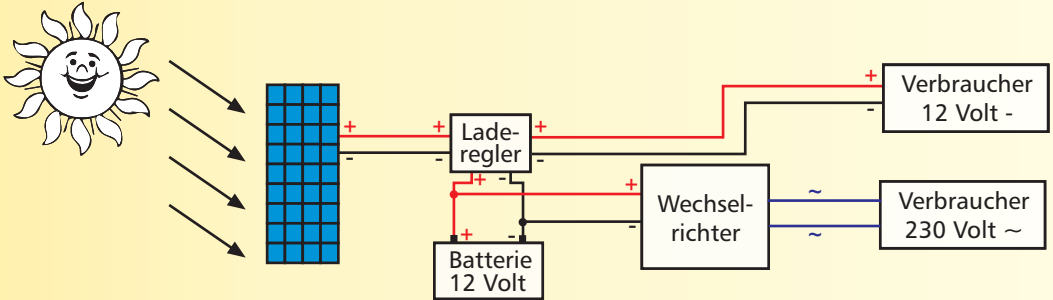 +
-
+
-
Lade-
regler
+
-
+
-
Verbraucher
12 Volt -
+
-
+
-
Wechsel-
richter
~
~
Verbraucher
230 Volt ~
+
-
Batterie
12 Volt